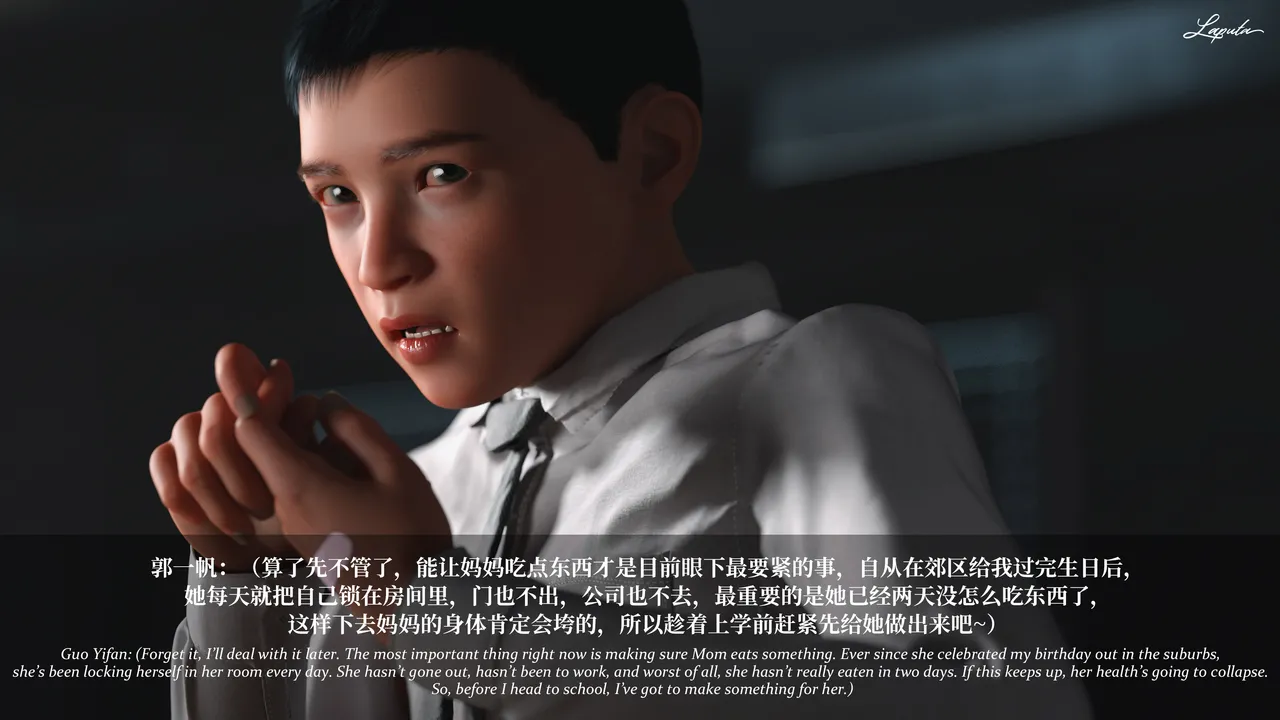 Laputa
郭一帆：（算了先不管了，能让妈妈吃点东西才是目前眼下最要紧的事，自从在郊区给我过完生日后，
她每天就把自己锁在房间里，门也不出，公司也不去，最重要的是她已经两天没怎么吃东西了，
这样下去妈妈的身体肯定会垮的，所以趁着上学前赶紧先给她做出来吧~）
Guo Yifan: (Forget it, I’ll deal with it later. The most important thing right now is making sure Mom eats something. Ever since she celebrated my birthday out in the suburbs,
she’s been locking herself in her room every day. She hasn’t gone out, hasn’t been to work, and worst of all, she hasn’t really eaten in two days. If this keeps up, her health’s going to collapse.
So, before I head to school, I’ve got to make something for her.)